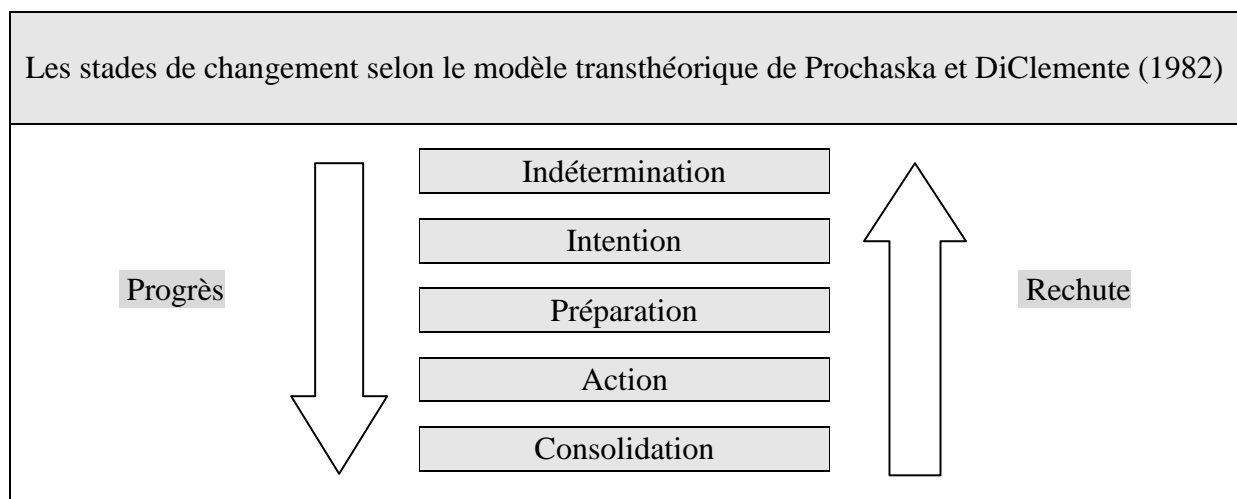 Les stades de changement selon le modèle transthéorique de Prochaska et DiClemente (1982)
Indétermination
Intention
Progrès
Rechute
Préparation
Action
Consolidation